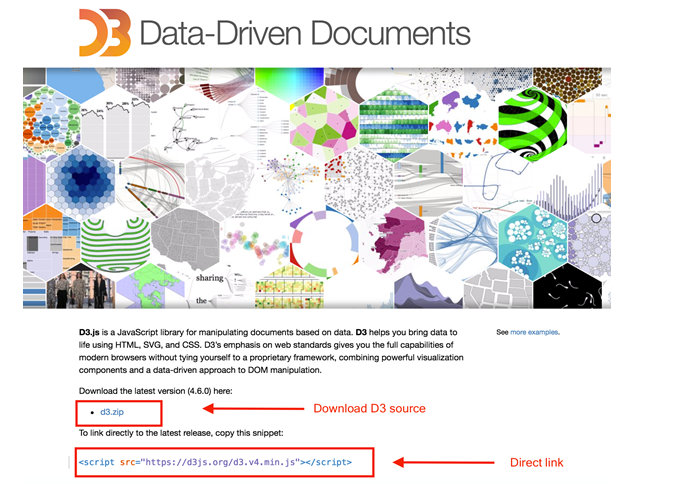 D3 Data-Driven Documents
sharing
the
D3.js is a JavaScript library for manipulating documents based on data. D3 helps you bring data to
life using HTML, SVG, and CSS. D3's emphasis on web standards gives you the full capabilities of
modern browsers without tying yourself to a proprietary framework, combining powerful visualization
components and a data-driven approach to DOM manipulation.
See more examples.
Download the latest version (4.6.0) here:
• d3.zip
Download D3 source
To link directly to the latest release, copy this snippet:
<script src="https://d3js.org/d3.v4.min.js"></script>
Direct link